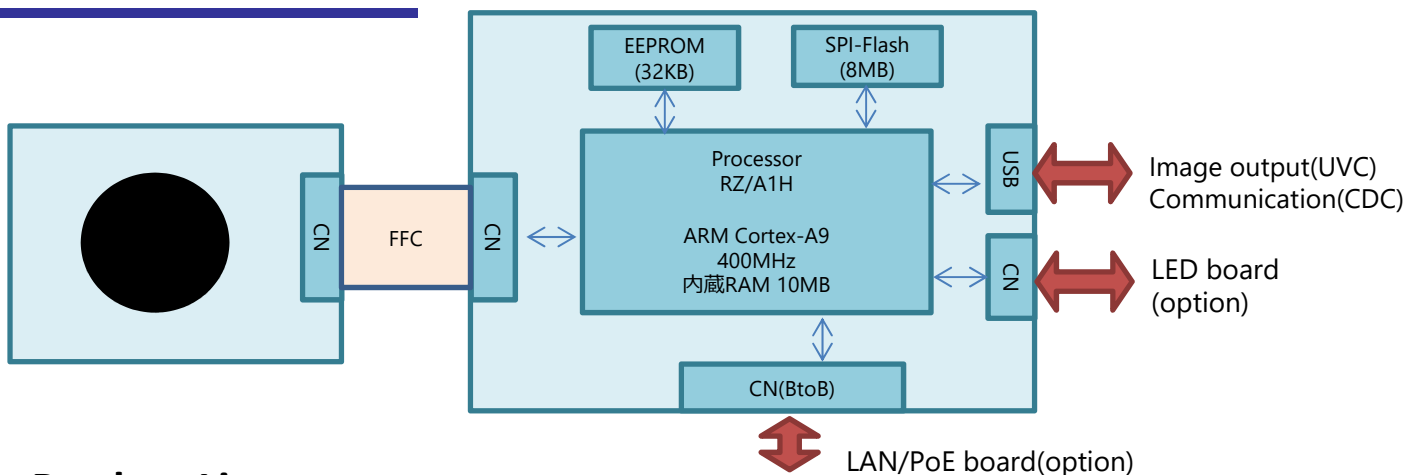 EEPROM
(32KB)
SPI-Flash
(8MB)
Processor
RZ/A1H
ARM Cortex-A9
400MHz
内蔵RAM 10MB
CN
FFC
CN
USB
Image output(UVC)
Communication(CDC)
CN
LED board
(option)
CN(BtoB)
LAN/PoE board(option)